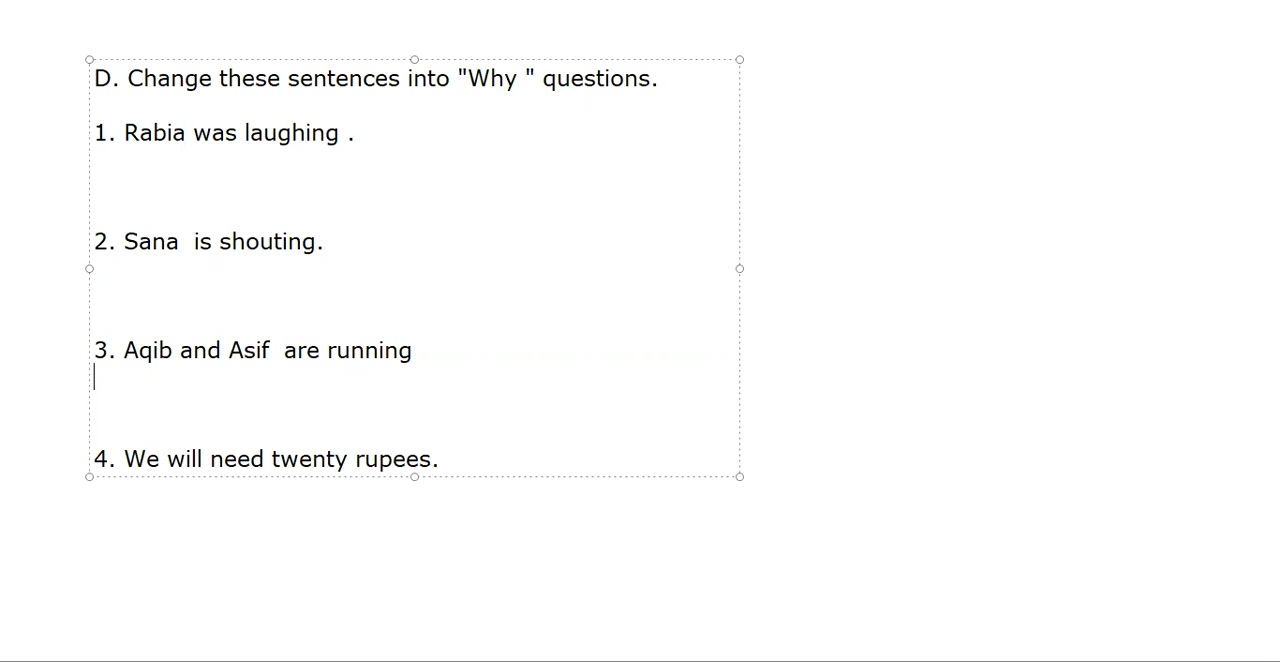 D. Change these sentences into "Why " questions.
1. Rabia was laughing .
2. Sana  is shouting.
3. Aqib and Asif  are running
4. We will need twenty rupees.